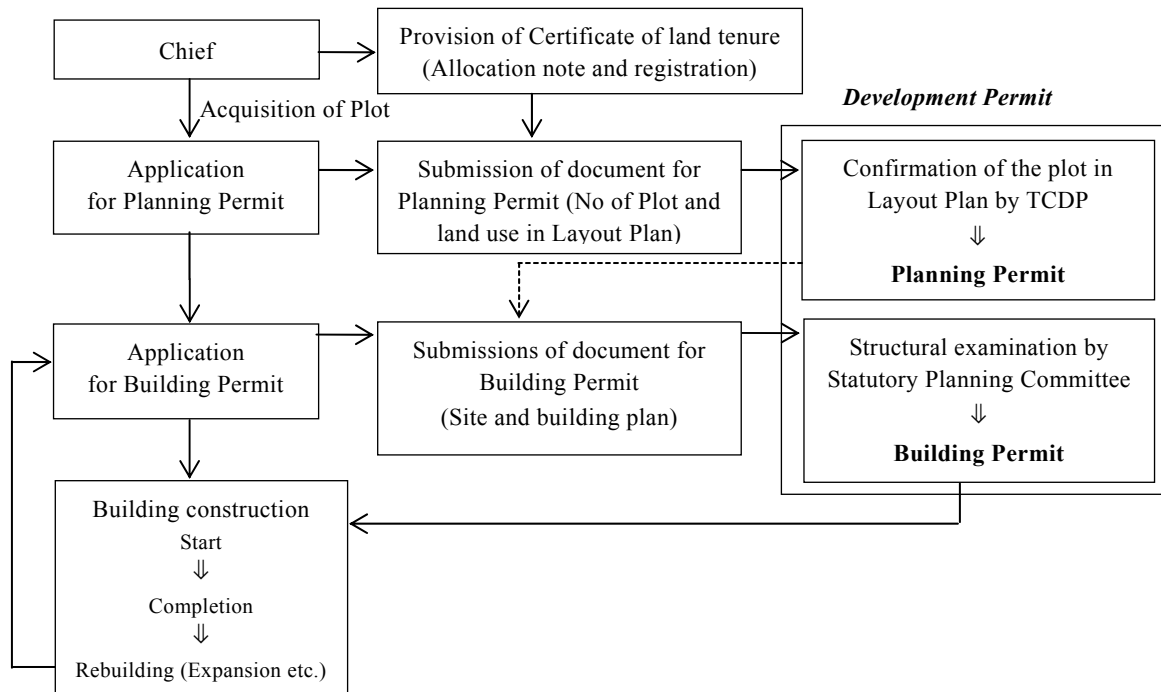 Chief
Provision of Certificate of land tenure
(Allocation note and registration)
Acquisition of Plot
Development Permit
Application
for Planning Permit
Submission of document for
Planning Permit (No of Plot and
land use in Layout Plan)
Confirmation of the plot in
Layout Plan by TCDP
⇓
Planning Permit
Application
for Building Permit
Submissions of document for
Building Permit
(Site and building plan)
Structural examination by
Statutory Planning Committee
⇓
Building Permit
Building construction
Start
⇓
Completion
⇓
Rebuilding (Expansion etc.)